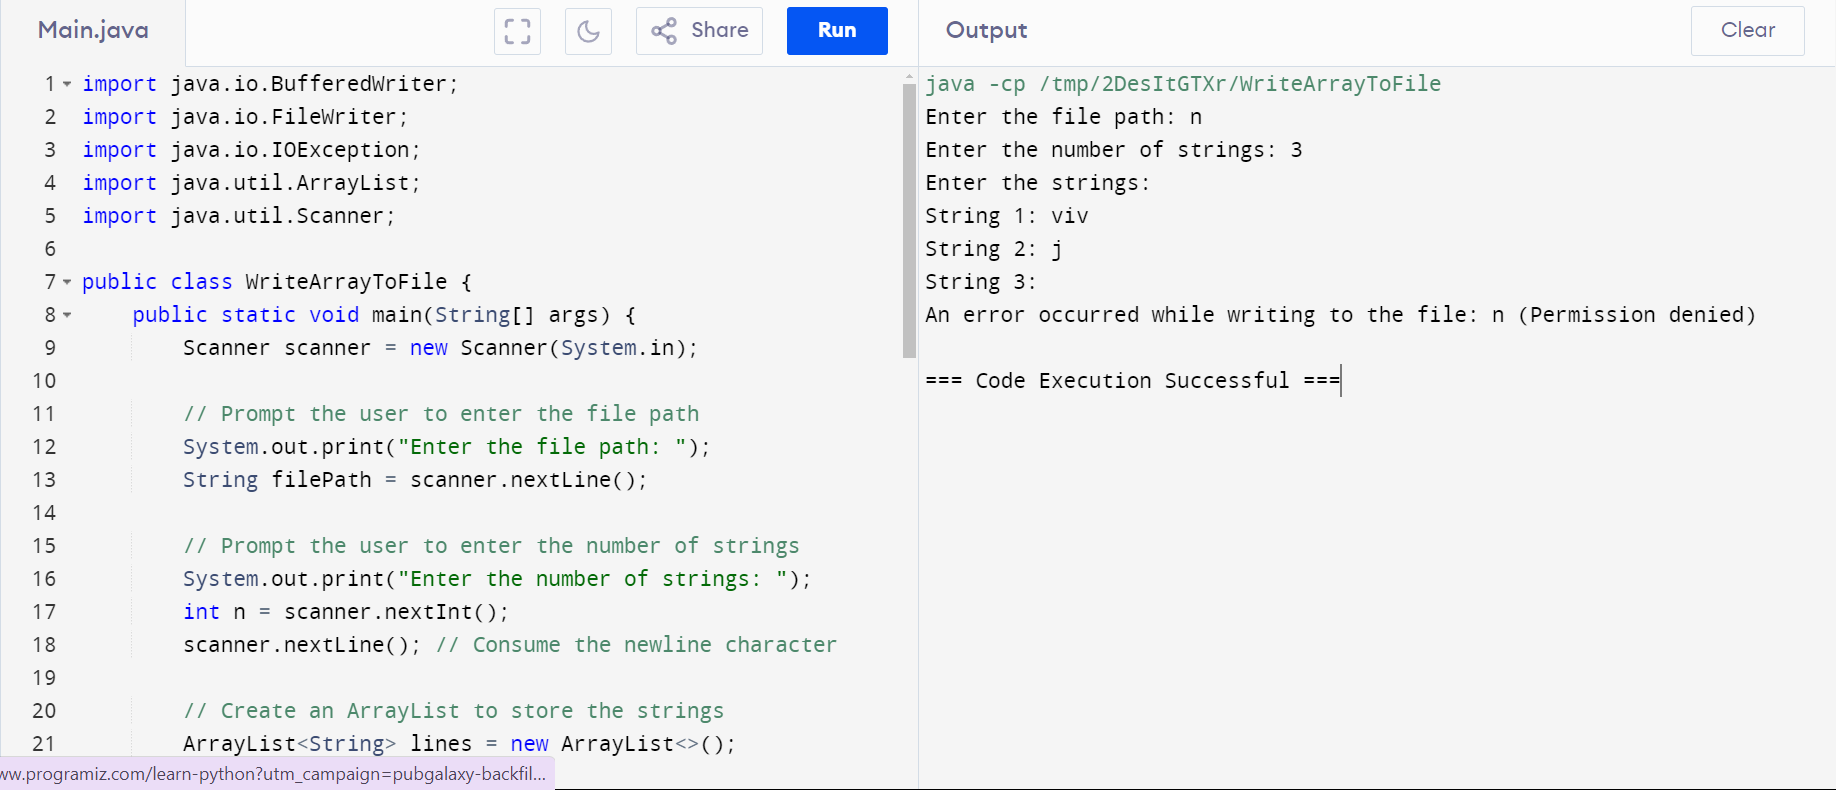 Main.java
Share
Run
Output
Clear
1 import java.io.BufferedWriter;
2 import java.io.FileWriter;
3 import java.io.IOException;
4 import java.util.ArrayList;
5 import java.util.Scanner;
6
7 public class WriteArrayToFile {
8     public static void main(String[] args) {
9         Scanner scanner = new Scanner(System.in);
10
11         // Prompt the user to enter the file path
12         System.out.print("Enter the file path: ");
13         String filePath = scanner.nextLine();
14
15         // Prompt the user to enter the number of strings
16         System.out.print("Enter the number of strings: ");
17         int n = scanner.nextInt();
18         scanner.nextLine(); // Consume the newline character
19
20         // Create an ArrayList to store the strings
21         ArrayList<String> lines = new ArrayList<>();
ww.programiz.com/learn-python?utm_campaign=pubgalaxy-backfil...
java -cp /tmp/2DesItGTXr/WriteArrayToFile
Enter the file path: n
Enter the number of strings: 3
Enter the strings:
String 1: viv
String 2: j
String 3:
An error occurred while writing to the file: n (Permission denied)
=== Code Execution Successful ===